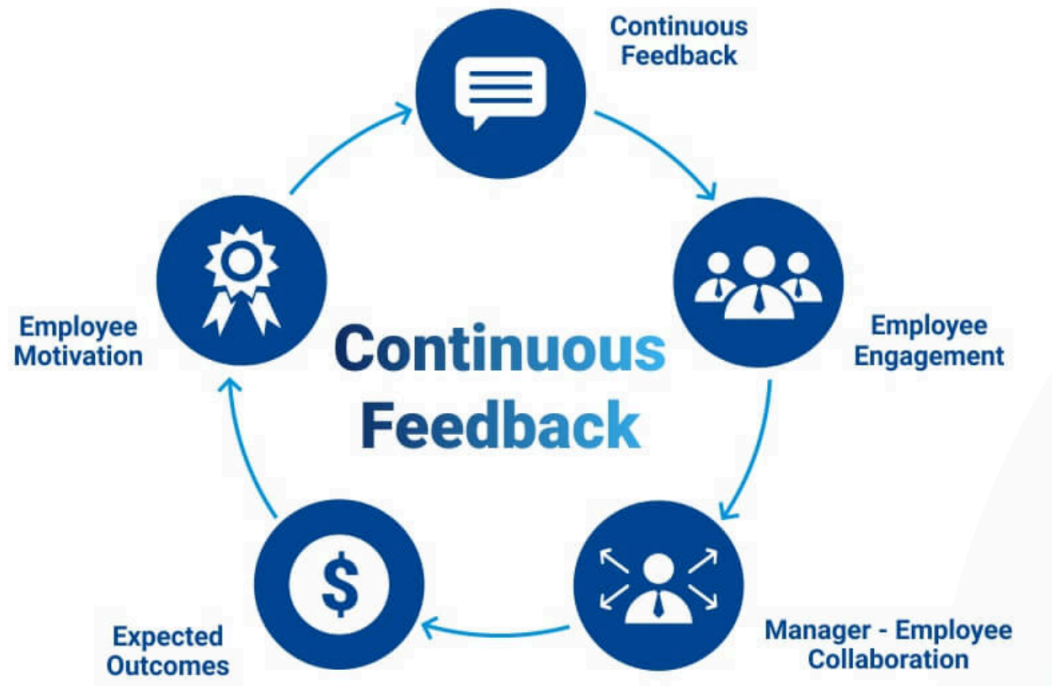 Continuous
Feedback
Employee
Engagement
Manager - Employee
Collaboration
Expected
Outcomes
$
Employee
Motivation
Continuous
Feedback